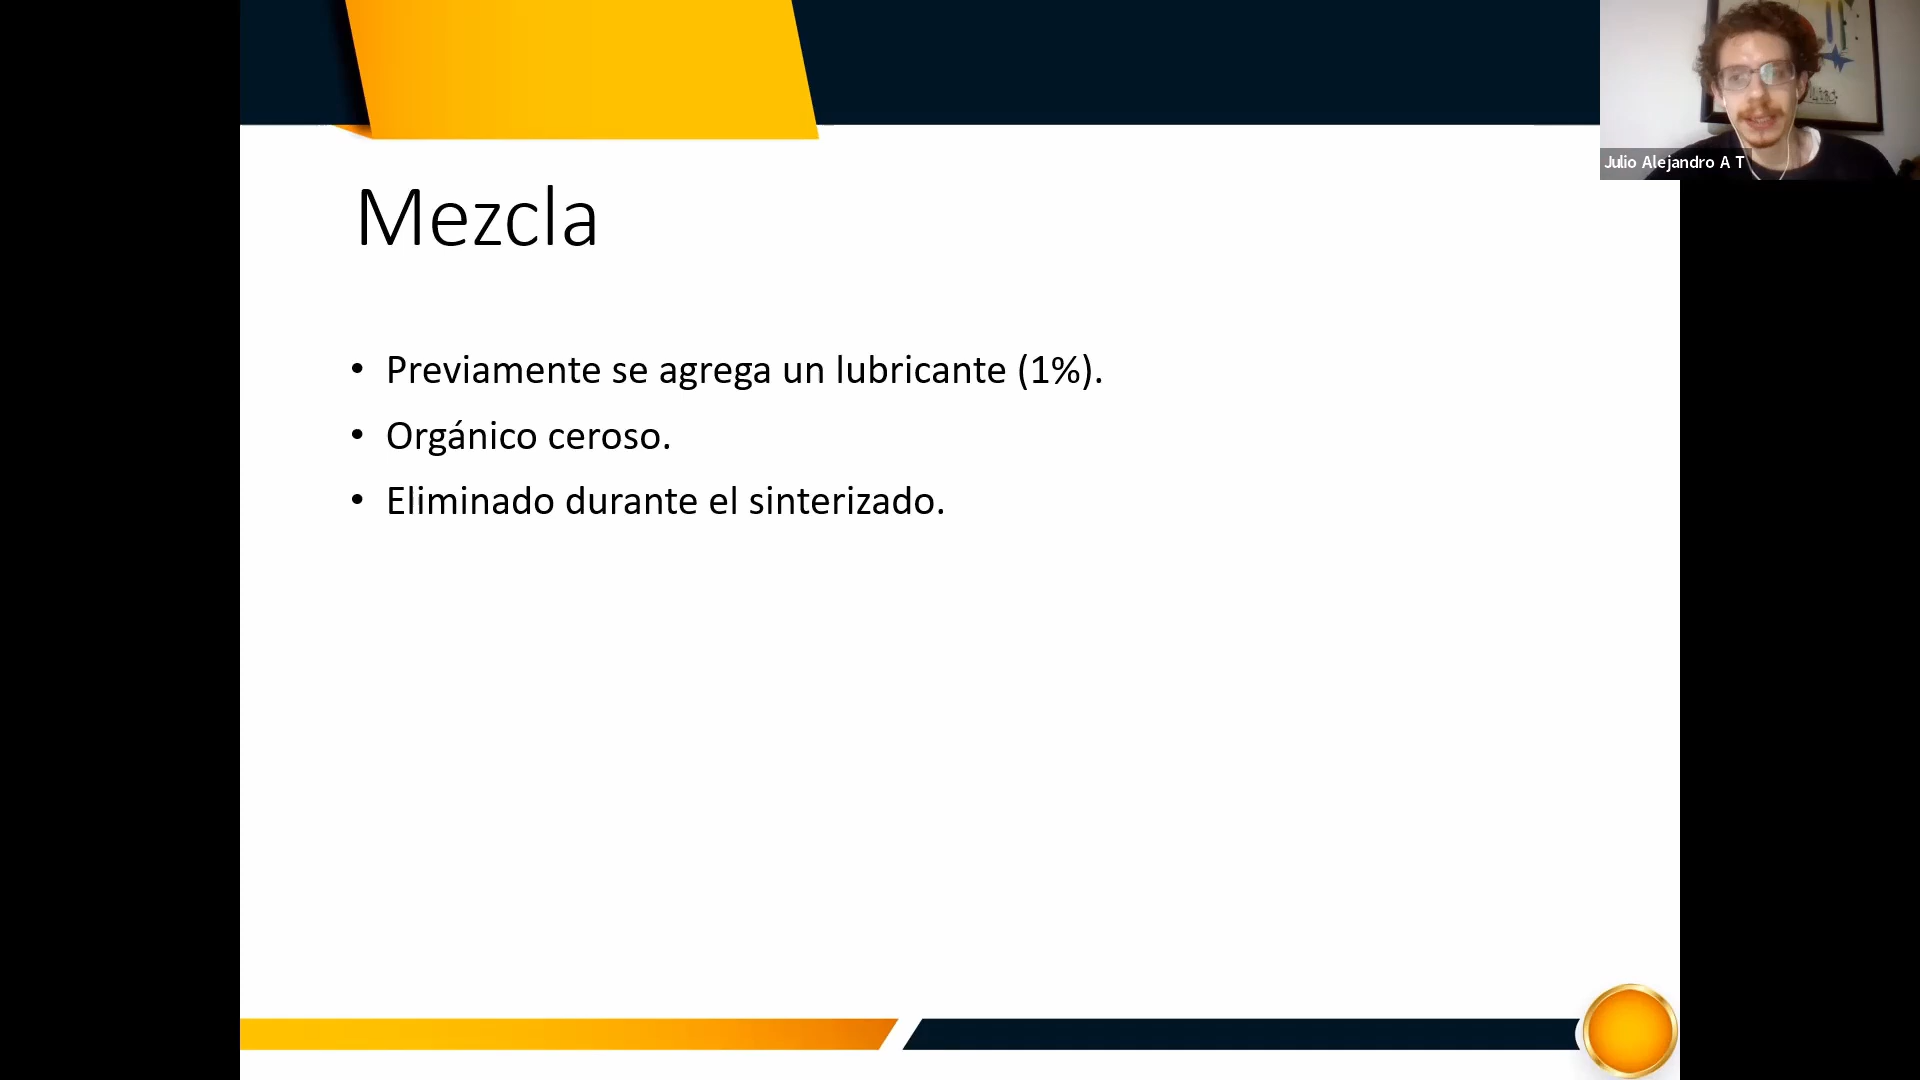 Mezcla
• Previamente se agrega un lubricante (1%).
• Orgánico ceroso.
• Eliminado durante el sinterizado.
Julio Alejandro A T